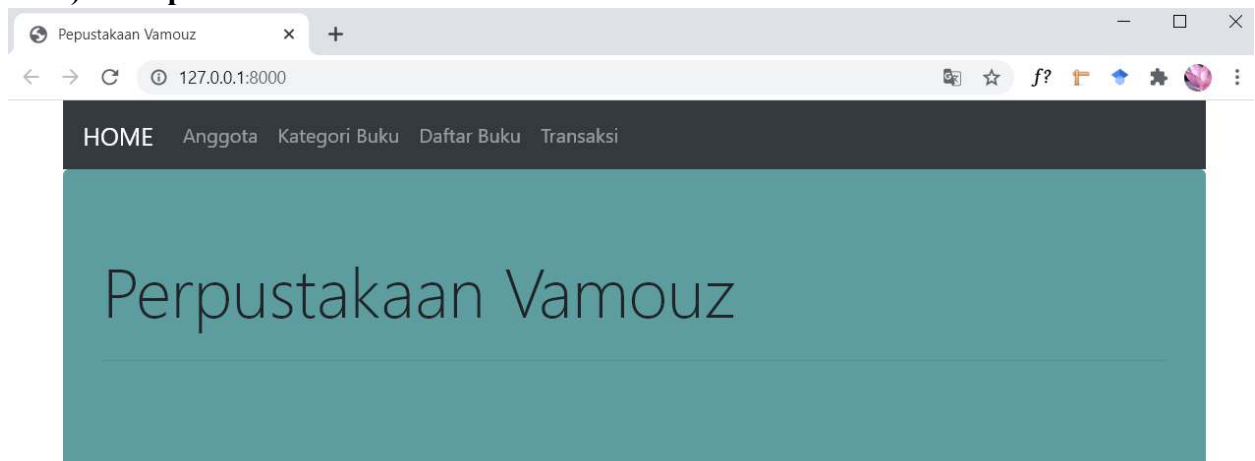 Pepustakaan Vamouz
127.0.0.1:8000
f?
HOME Anggota Kategori Buku Daftar Buku Transaksi
Perpustakaan Vamouz